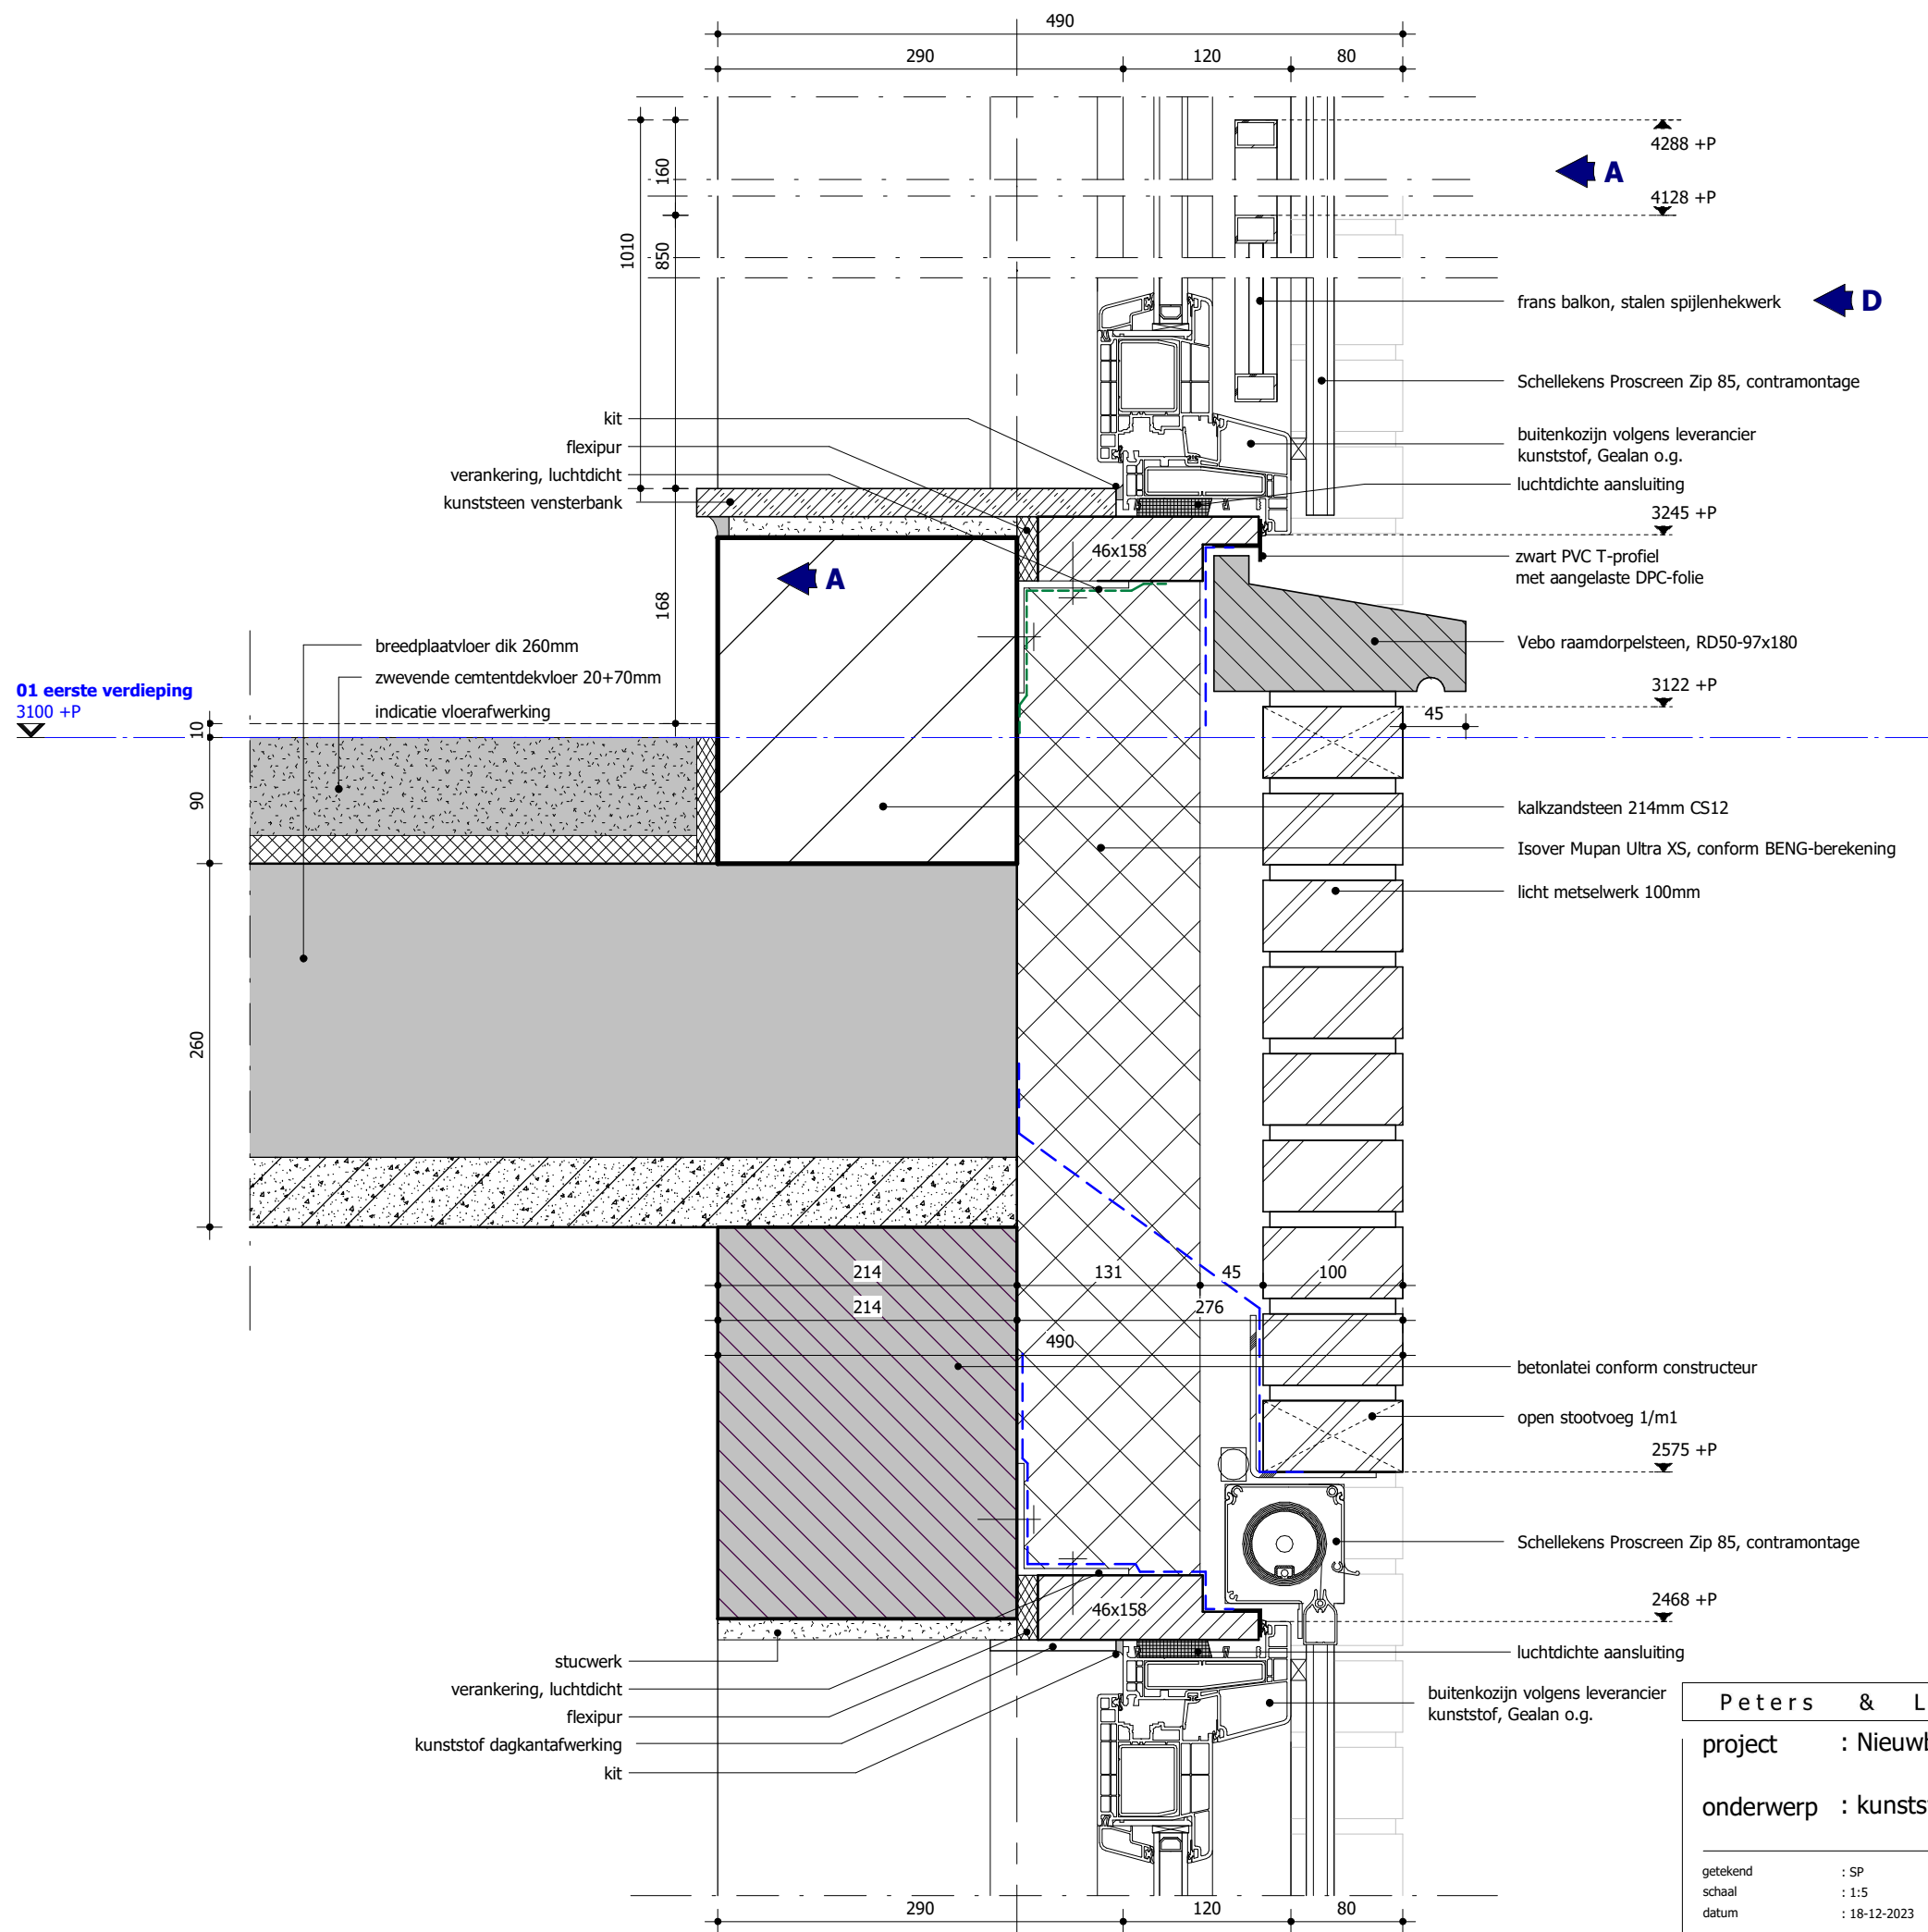 490
290
120
80
4288 +P
160
A
4128 +P
1010
850
frans balkon, stalen spijlenhekwerk
D
Schellekens Proscreen Zip 85, contramontage
kit
flexipur
verankering, luchtdicht
kunststeen vensterbank
buitenkozijn volgens leverancier
kunststof, Gealan o.g.
luchtdichte aansluiting
3245 +P
46x158
zwart PVC T-profiel
met aangelaste DPC-folie
A
168
breedplaatvloer dik 260mm
zwevende cemtentdekvloer 20+70mm
indicatie vloerafwerking
Vebo raamdorpelsteen, RD50-97x180
01 eerste verdieping
3100 +P
3122 +P
10
45
90
kalkzandsteen 214mm CS12
Isover Mupan Ultra XS, conform BENG-berekening
licht metselwerk 100mm
260
214
131
45
100
214
276
490
betonlatei conform constructeur
open stootvoeg 1/m1
2575 +P
Schellekens Proscreen Zip 85, contramontage
2468 +P
46x158
luchtdichte aansluiting
stucwerk
verankering, luchtdicht
flexipur
kunststof dagkantafwerking
kit
buitenkozijn volgens leverancier
kunststof, Gealan o.g.
Peters & L
project : Nieuwb
onderwerp : kunstst
getekend : SP
schaal : 1:5
datum : 18-12-2023
290
120
80